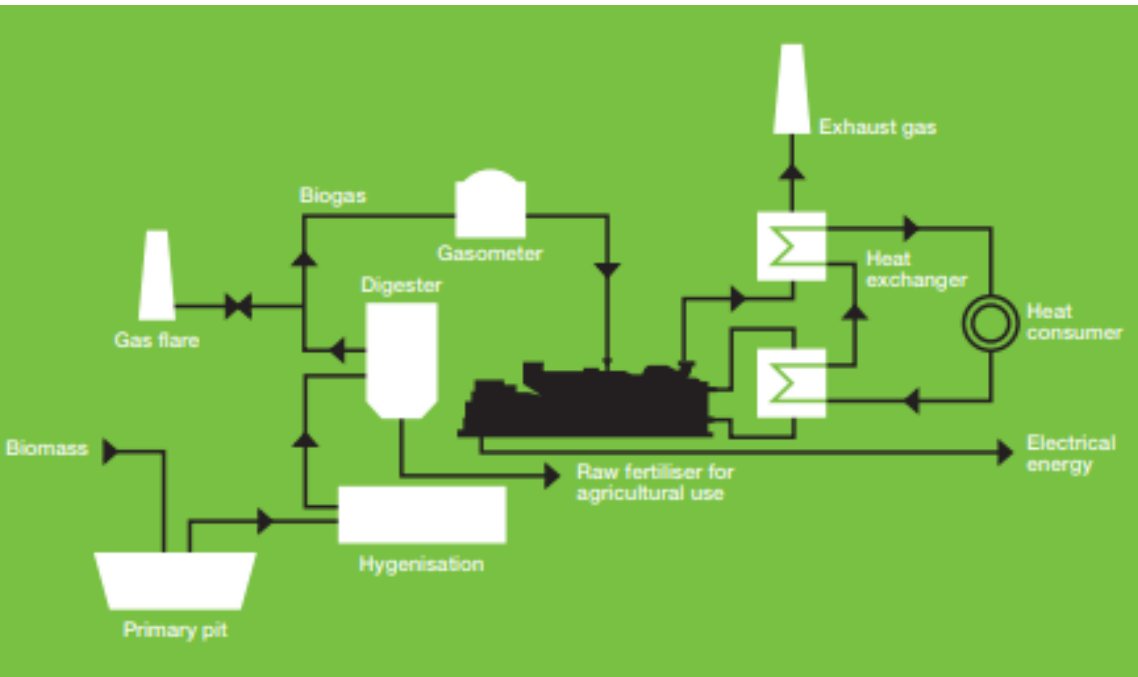 Exhaust gas
Biogas
Gasometer
Heat
exchanger
Digester
Gas flare
Heat
consumer
Biomass
Electrical
energy
Raw fertiliser for
agricultural use
Hygenisation
Primary pit